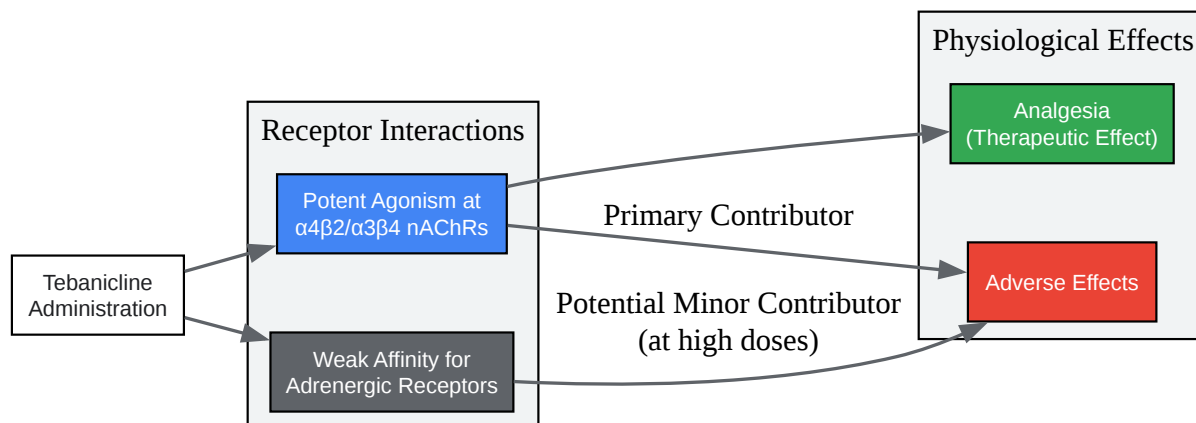 Physiological Effects
Analgesia
(Therapeutic Effect)
Receptor Interactions
Potent Agonism at
α4β2/α3β4 nAChRs
Primary Contributor
Tebanicline
Administration
Adverse Effects
Potential Minor Contributor
(at high doses)
Weak Affinity for
Adrenergic Receptors